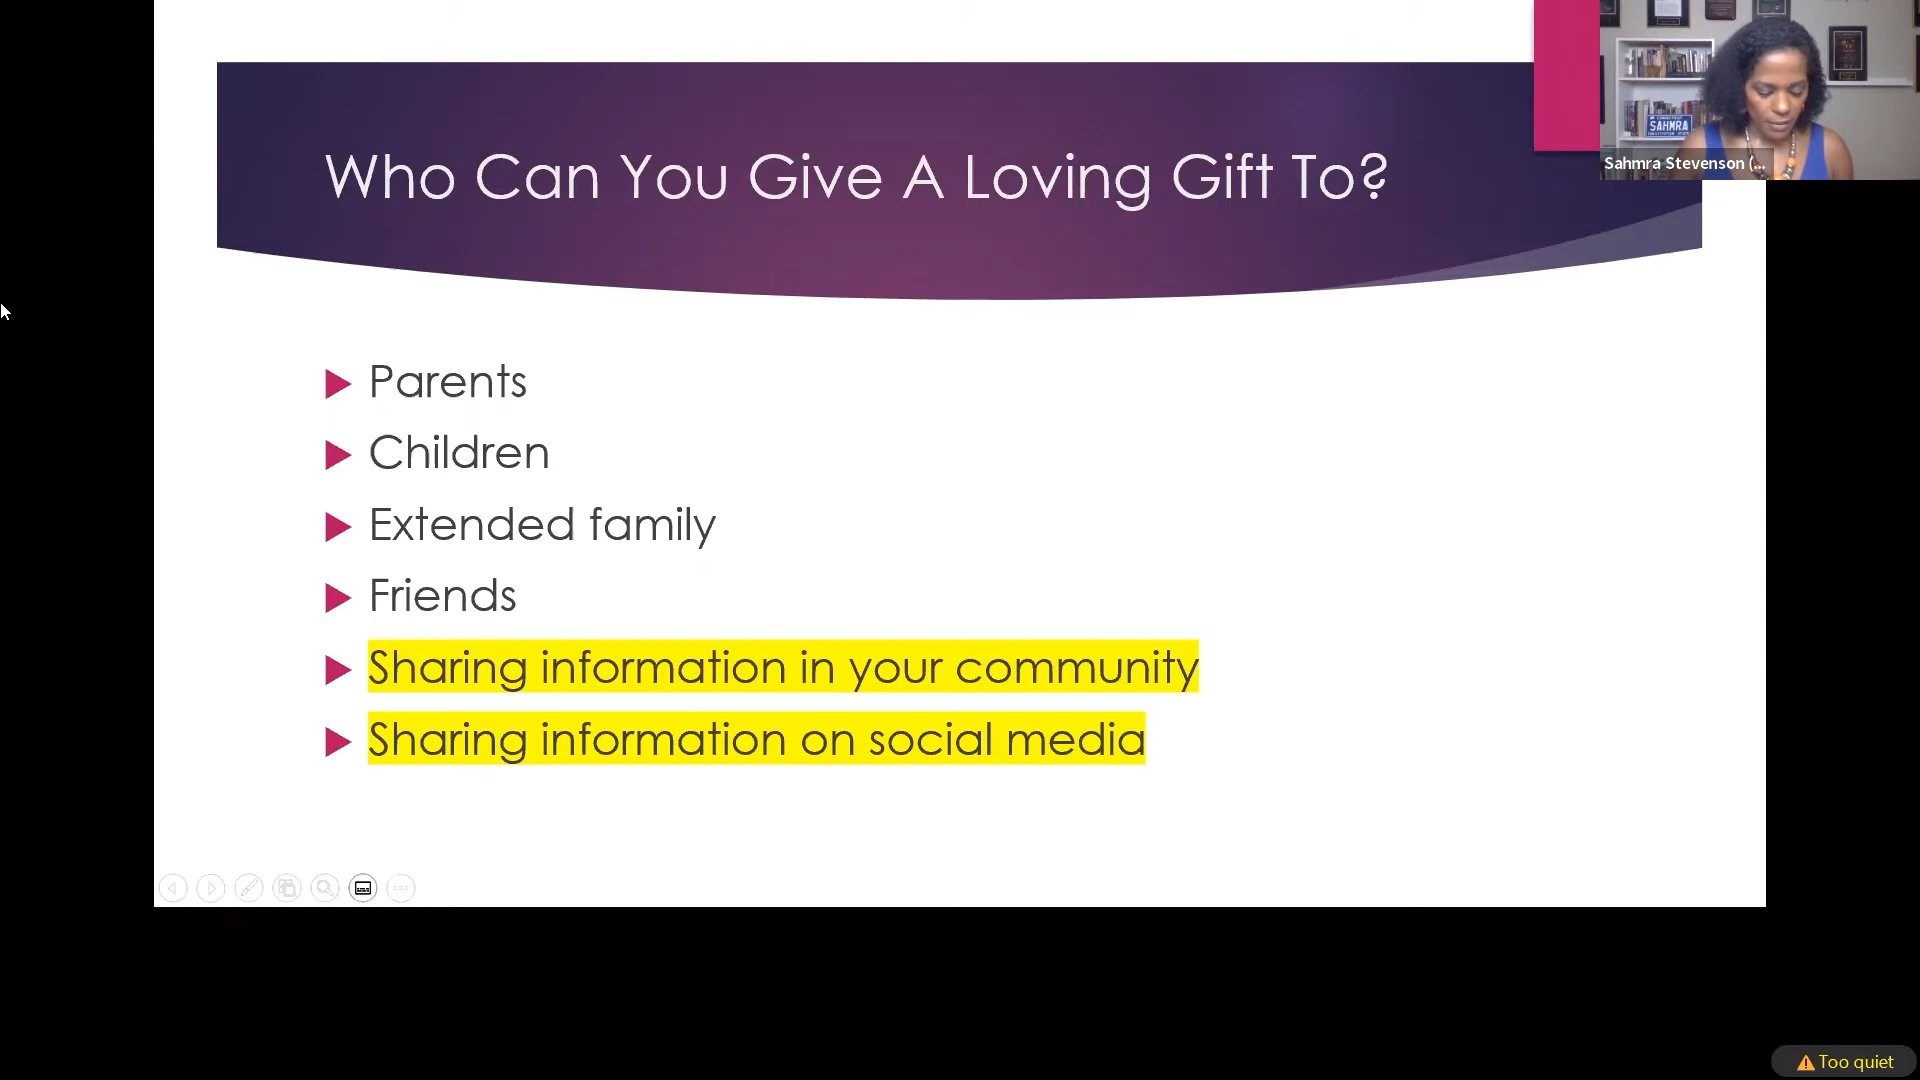 Who Can You Give A Loving Gift To?
SAHMRA
Sahmra Stevenson (...
Parents
Children
Extended family
Friends
Sharing information in your community
Sharing information on social media
Too quiet